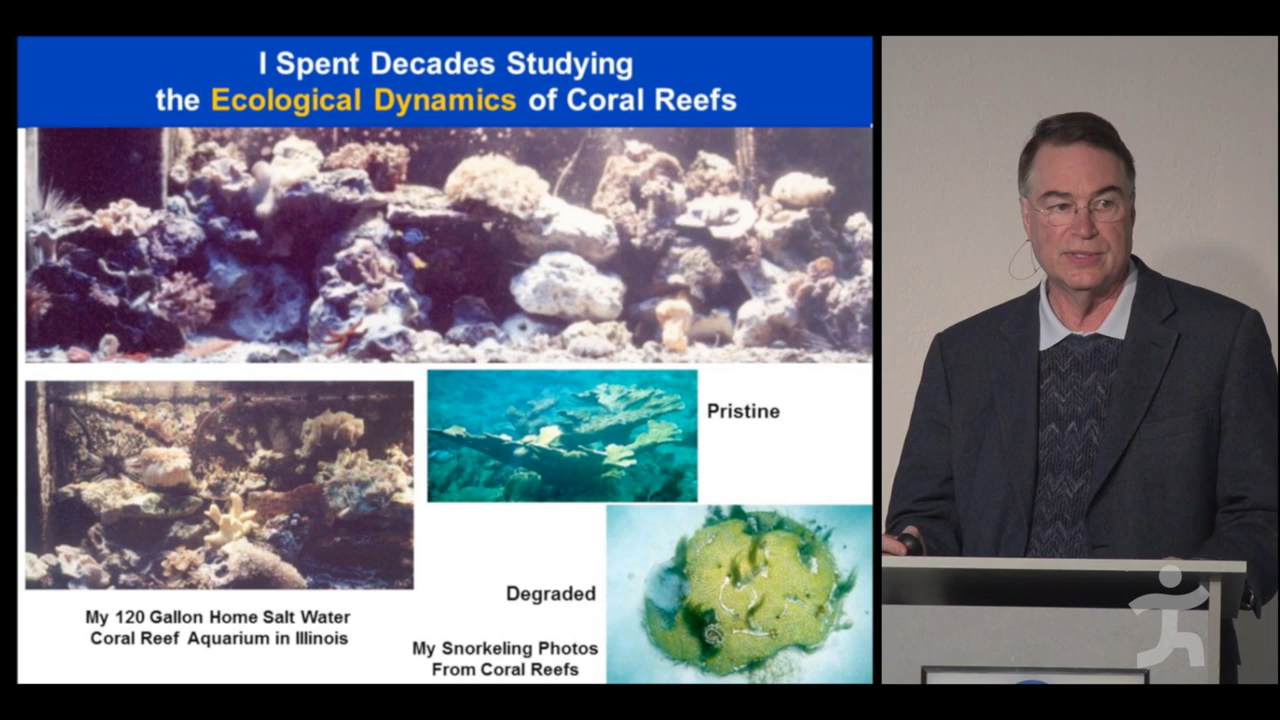 I Spent Decades Studying
the Ecological Dynamics of Coral Reefs
Pristine
Degraded
My 120 Gallon Home Salt Water
Coral Reef Aquarium in Illinois
My Snorkeling Photos
From Coral Reefs